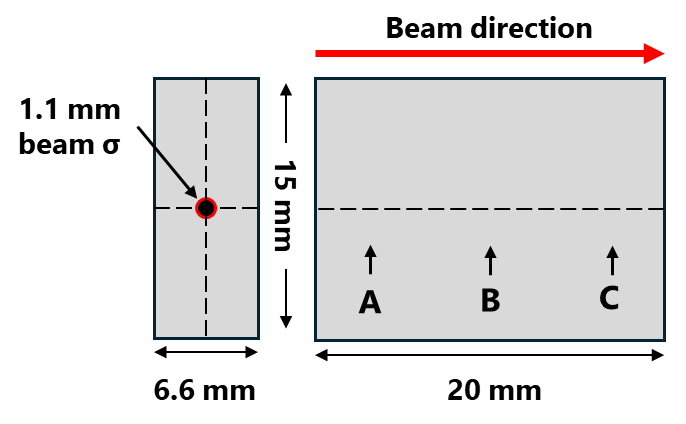 Beam direction
1.1 mm
beam σ
15 mm
A
B
C
6.6 mm
20 mm